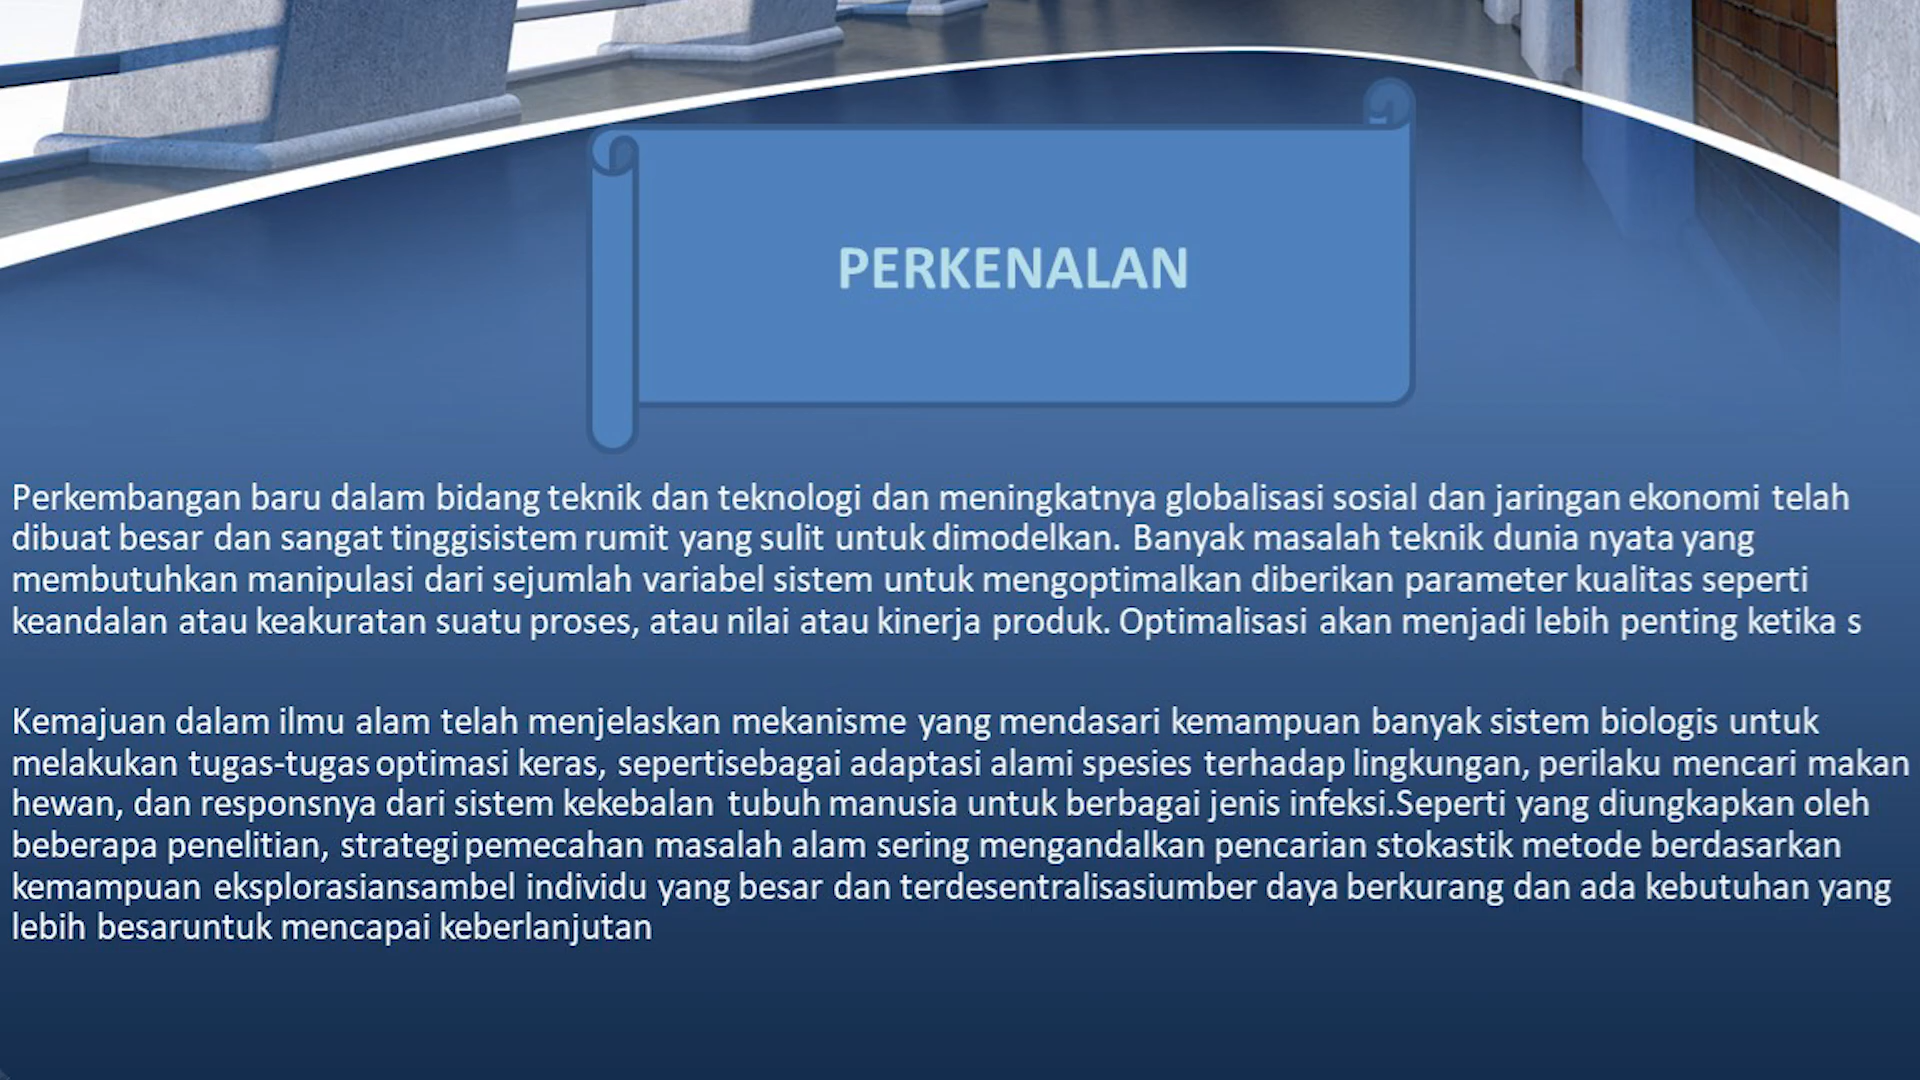 PERKENALAN
Perkembangan baru dalam bidang teknik dan teknologi dan meningkatnya globalisasi sosial dan jaringan ekonomi telah
dibuat besar dan sangat tinggisistem rumit yang sulit untuk dimodelkan. Banyak masalah teknik dunia nyata yang
membutuhkan manipulasi dari sejumlah variabel sistem untuk mengoptimalkan diberikan parameter kualitas seperti
keandalan atau keakuratan suatu proses, atau nilai atau kinerja produk. Optimalisasi akan menjadi lebih penting ketika s
Kemajuan dalam ilmu alam telah menjelaskan mekanisme yang mendasari kemampuan banyak sistem biologis untuk
melakukan tugas-tugas optimasi keras, sepertisebagai adaptasi alami spesies terhadap lingkungan, perilaku mencari makan
hewan, dan responsnya dari sistem kekebalan tubuh manusia untuk berbagai jenis infeksi.Seperti yang diungkapkan oleh
beberapa penelitian, strategi pemecahan masalah alam sering mengandalkan pencarian stokastik metode berdasarkan
kemampuan eksplorasiansambel individu yang besar dan terdesentralisasiumber daya berkurang dan ada kebutuhan yang
lebih besaruntuk mencapai keberlanjutan